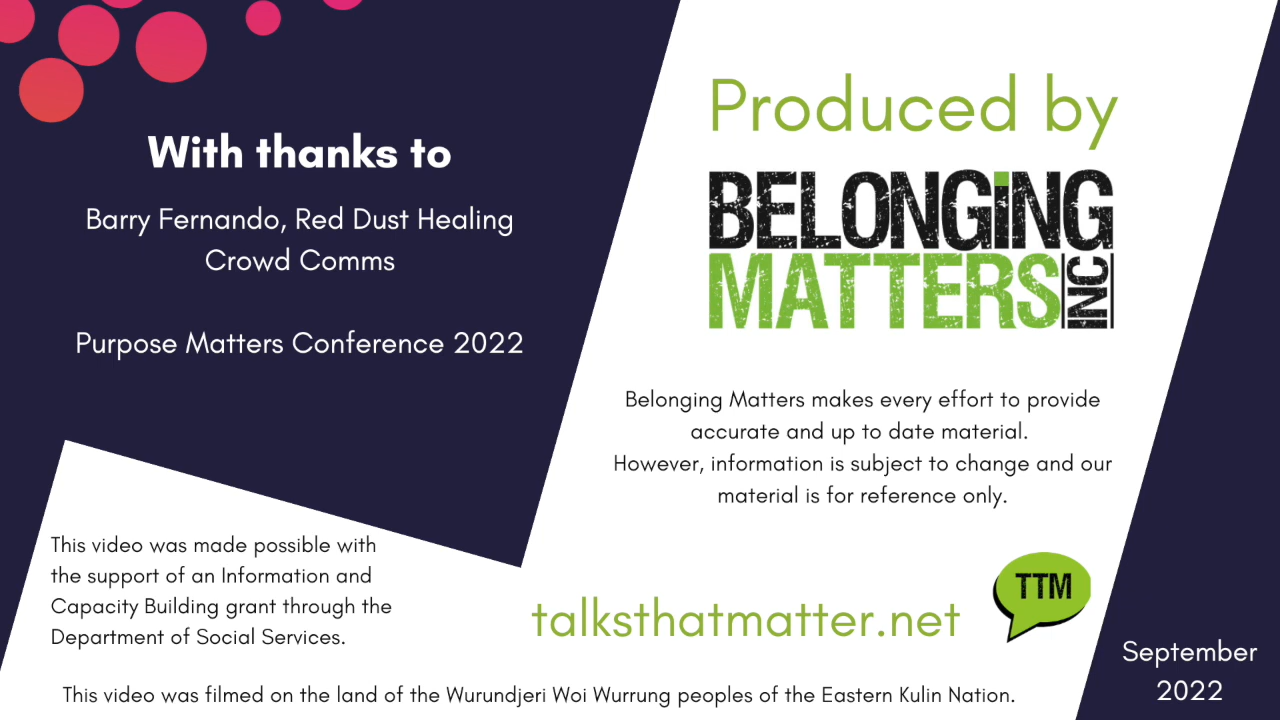 With thanks to
Barry Fernando, Red Dust Healing
Crowd Comms
Purpose Matters Conference 2022
Produced by
BELONGiNG
MATTERS INC
Belonging Matters makes every effort to provide
accurate and up to date material.
However, information is subject to change and our
material is for reference only.
This video was made possible with
the support of an Information and
Capacity Building grant through the
Department of Social Services.
talksthatmatter.net
TTM
September
2022
This video was filmed on the land of the Wurundjeri Woi Wurrung peoples of the Eastern Kulin Nation.